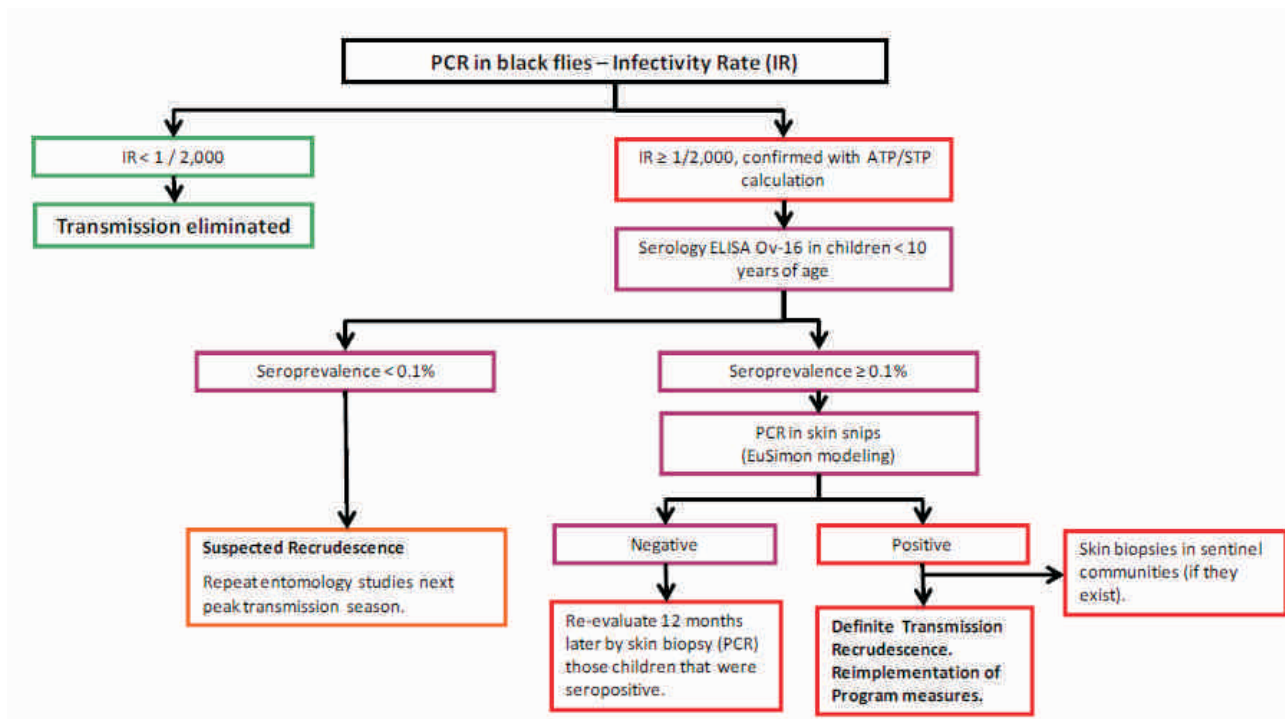 PCR in black flies – Infectivity Rate (IR)
IR < 1 / 2,000
IR ≥ 1/2,000, confirmed with ATP/STP
calculation
Transmission eliminated
Serology ELISA Ov-16 in children < 10
years of age
Seroprevalence < 0.1%
Seroprevalence ≥ 0.1%
PCR in skin snips
(EuSimon modeling)
Suspected Recrudescence
Repeat entomology studies next
peak transmission season.
Negative
Positive
Skin biopsies in sentinel
communities (if they
exist).
Re-evaluate 12 months
later by skin biopsy (PCR)
those children that were
seropositive.
Definite Transmission
Recrudescence.
Reimplementation of
Program measures.